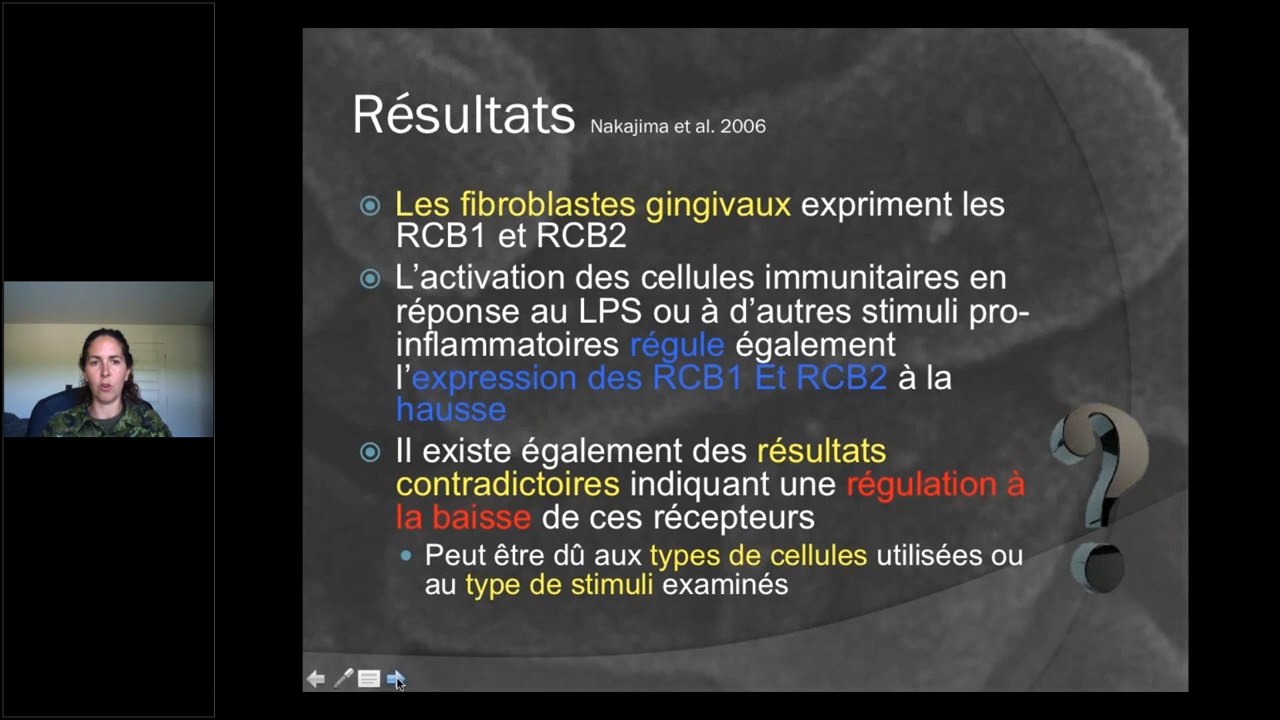 Résultats Nakajima et al. 2006
Les fibroblastes gingivaux expriment les
RCB1 et RCB2
L’activation des cellules immunitaires en
réponse au LPS ou à d’autres stimuli pro-
inflammatoires régule également
l’expression des RCB1 Et RCB2 à la
hausse
Il existe également des résultats
contradictoires indiquant une régulation à
la baisse de ces récepteurs
Peut être dû aux types de cellules utilisées ou
au type de stimuli examinés